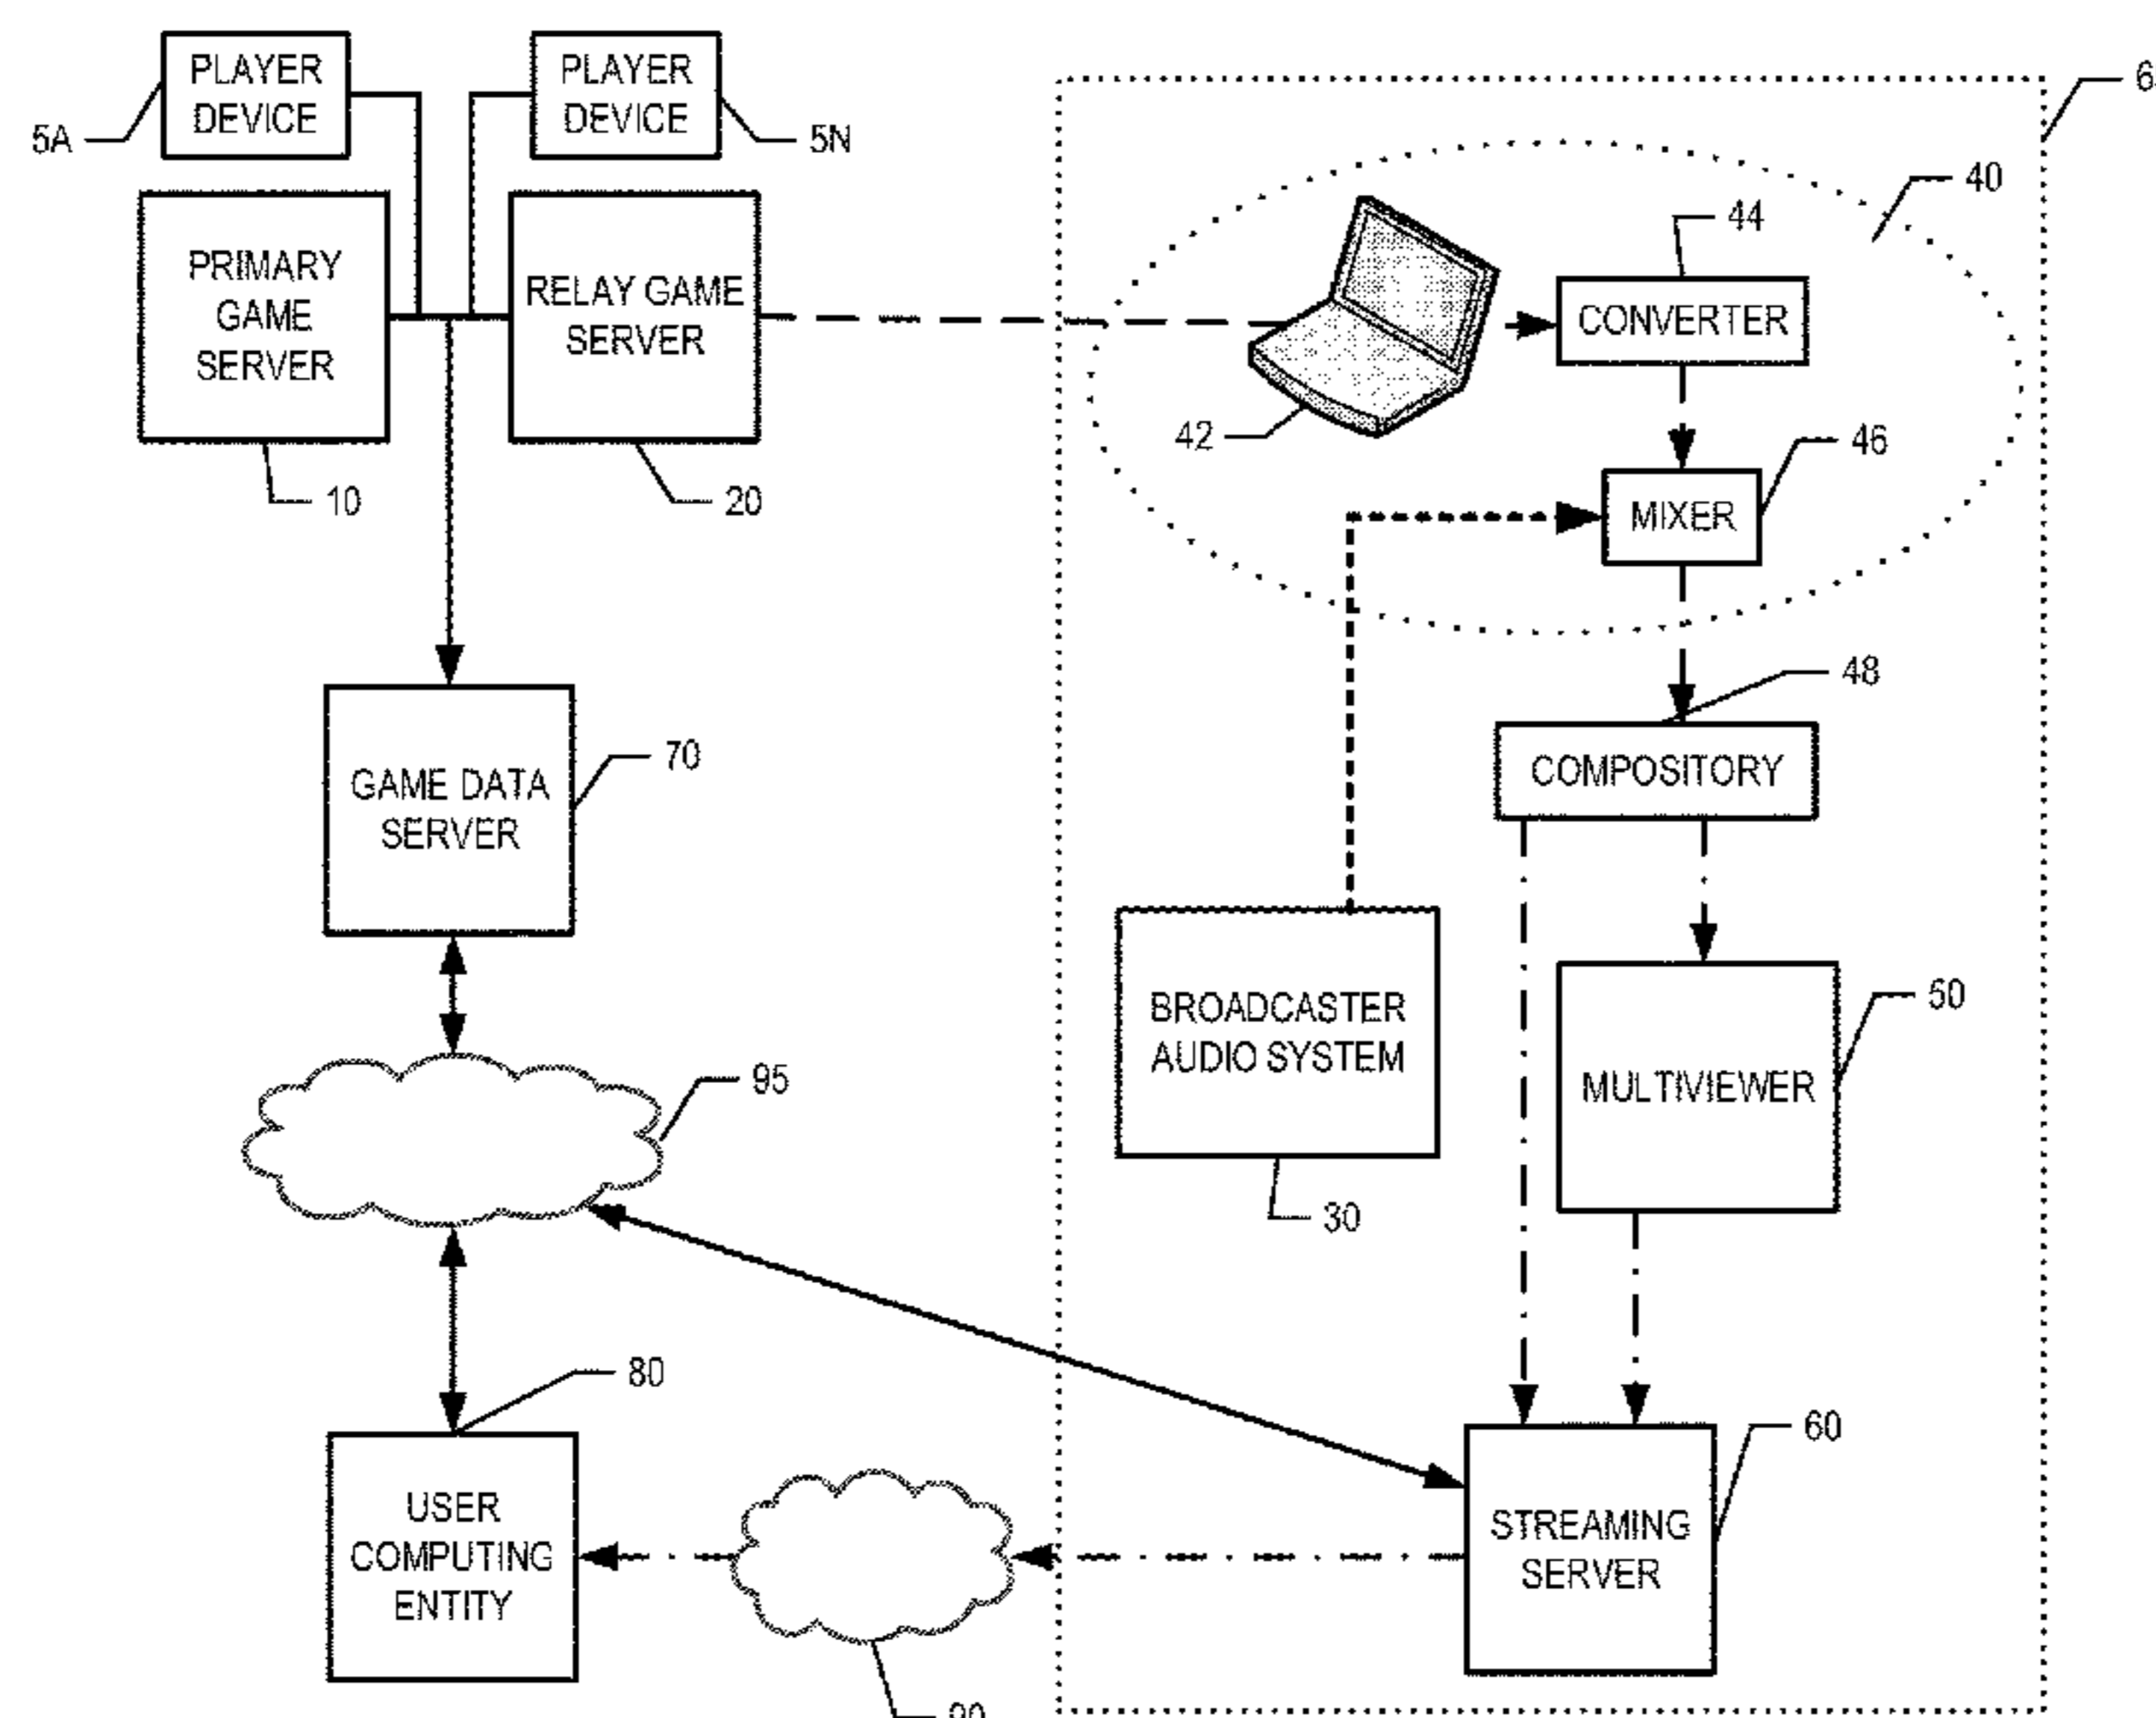 PLAYER
DEVICE
5A
PLAYER
DEVICE
5N
PRIMARY
GAME
SERVER
10
RELAY GAME
SERVER
20
40
44
CONVERTER
42
46
MIXER
48
COMPOSITORY
GAME DATA
SERVER
70
BROADCASTER
AUDIO SYSTEM
30
MULTIVIEWER
50
95
80
USER
COMPUTING
ENTITY
60
STREAMING
SERVER